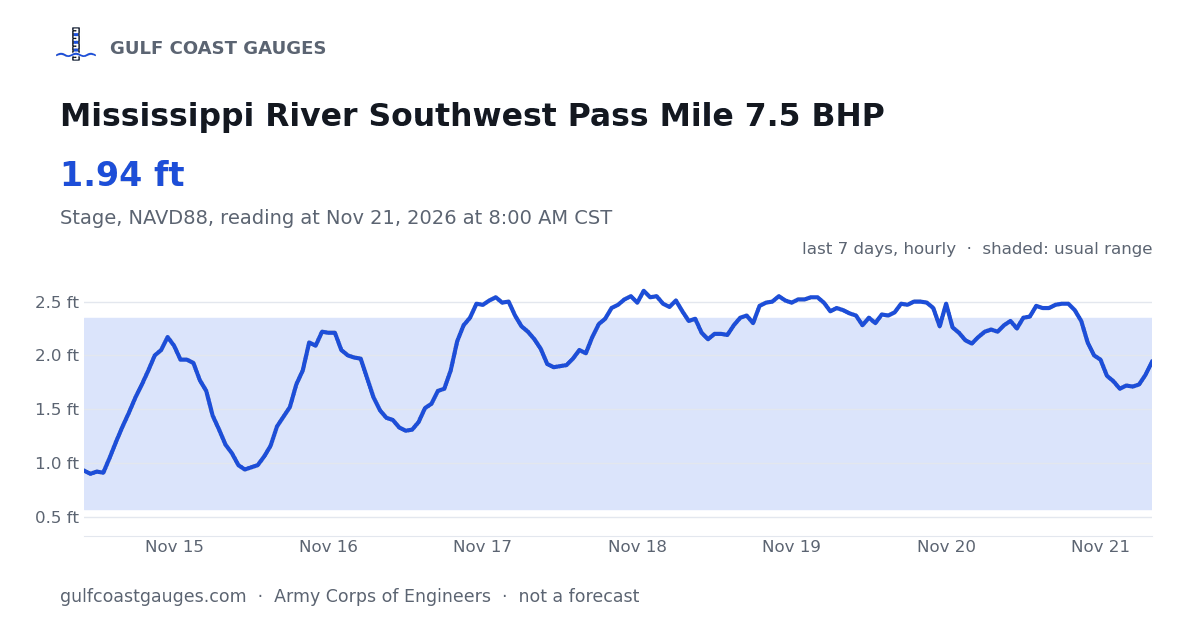 GULF COAST GAUGES
Mississippi River Southwest Pass Mile 7.5 BHP
1.94 ft
Stage, NAVD88, reading at Nov 21, 2026 at 8:00 AM CST
last 7 days, hourly · shaded: usual range
2.5 ft
2.0 ft
1.5 ft
1.0 ft
0.5 ft
Nov 15 Nov 16 Nov 17 Nov 18 Nov 19 Nov 20 Nov 21
gulfcoastgauges.com · Army Corps of Engineers · not a forecast